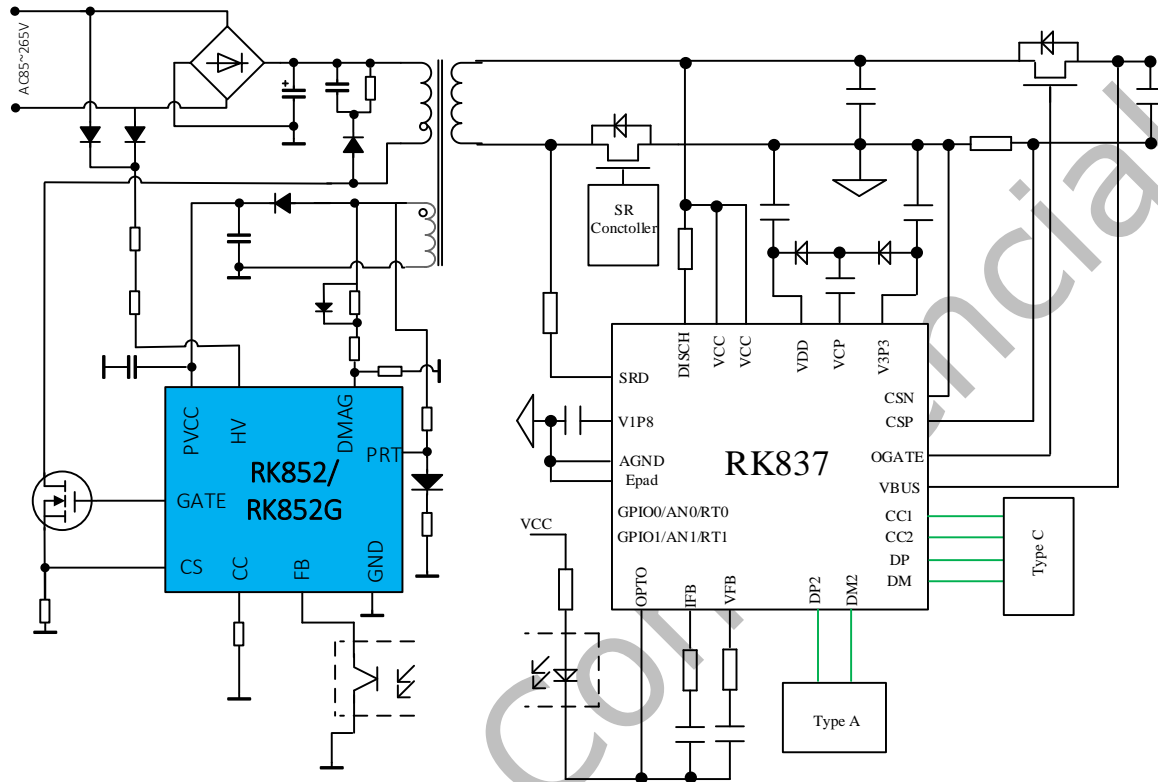 AC85~265V
SR
Conctoller
PVCC
HV
DMAG
PRT
RK852/
RK852G
GATE
CS
CC
FB
GND
DISCH
VCC
VCC
VDD
VCP
V3P3
SRD
V1P8
AGND
Epad
GPIO0/AN0/RT0
GPIO1/AN1/RT1
RK837
CSN
CSP
OGATE
VBUS
CC1
CC2
DP
DM
OPTO
IFB
VFB
DP2
DM2
VCC
Type C
Type A